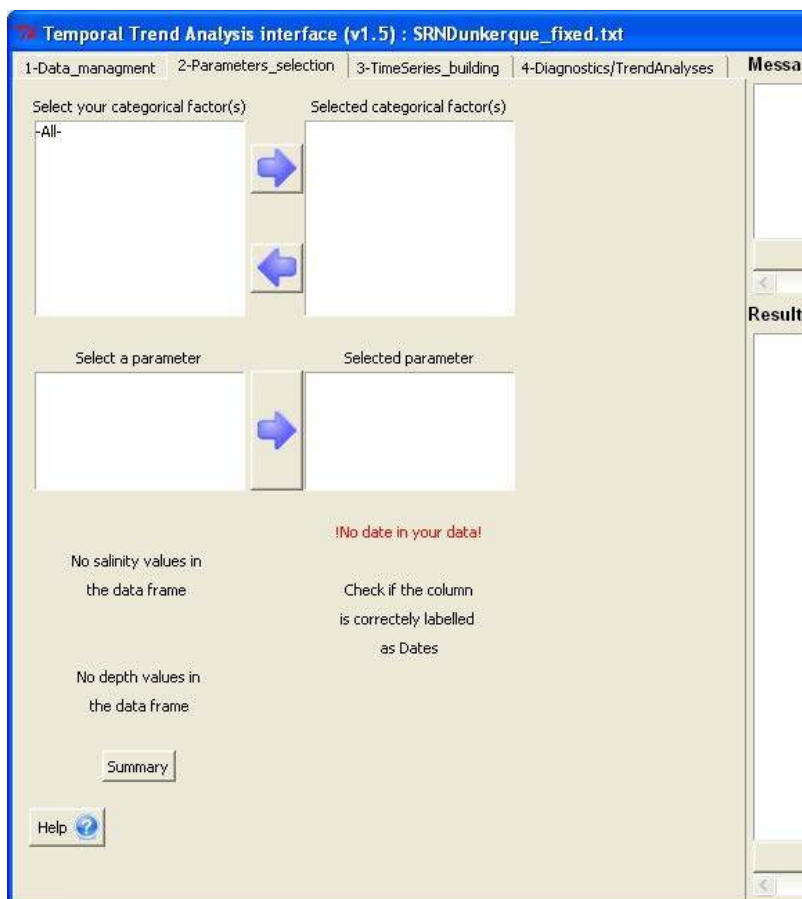 Temporal Trend Analysis interface (v1.5) : SRNDunkerque_fixed.txt
1-Data_managment
2-Parameters_selection
3-TimeSeries_building
4-Diagnostics/TrendAnalyses
Messa
Select your categorical factor(s)
Selected categorical factor(s)
-All-
Result
Select a parameter
Selected parameter
!No date in your data!
No salinity values in
the data frame
Check if the column
is correctely labelled
as Dates
No depth values in
the data frame
Summary
Help ?